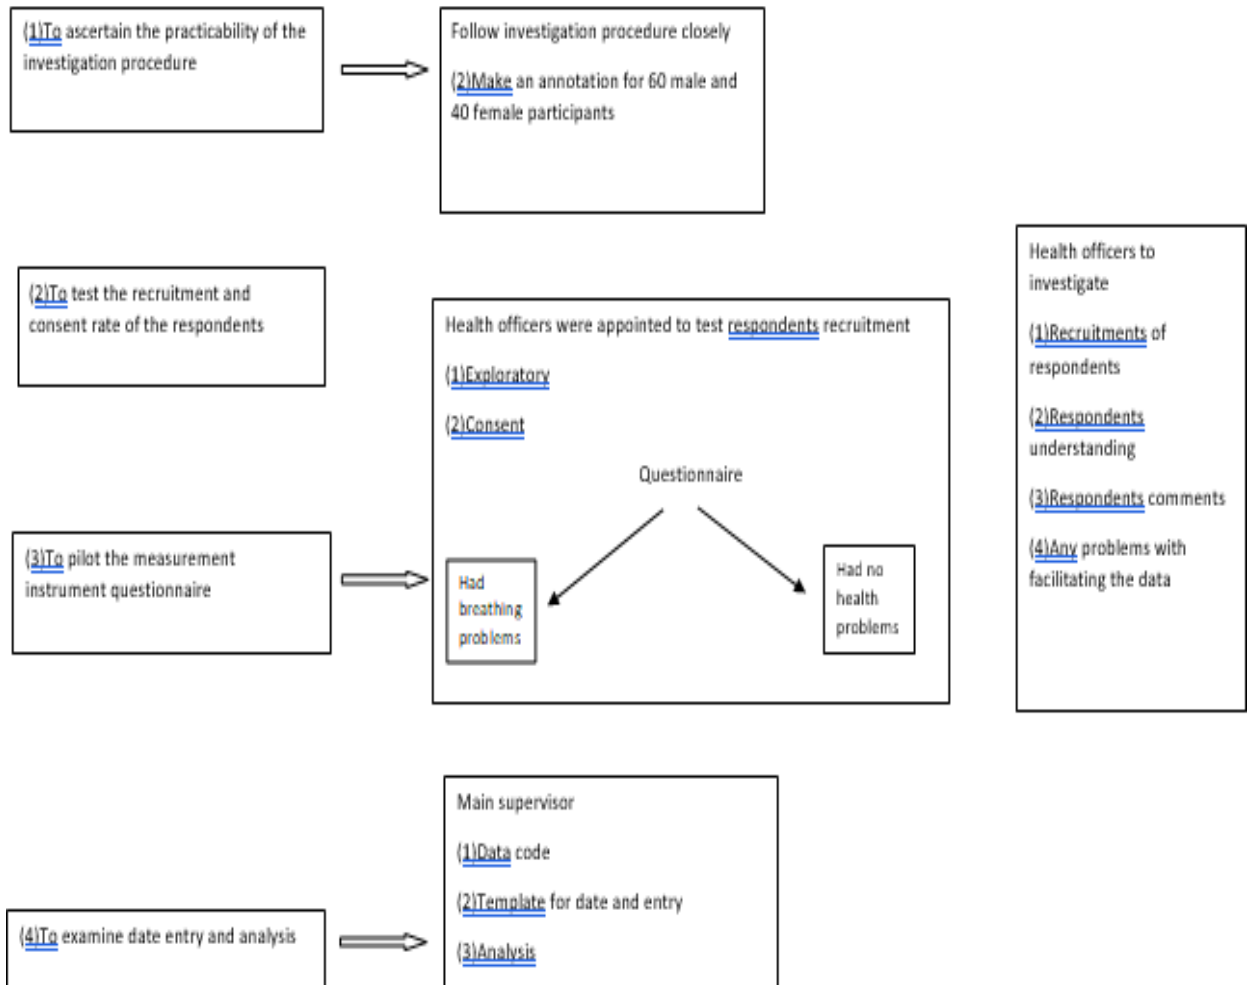 (1)To ascertain the practicability of the
investigation procedure
Follow investigation procedure closely
(2)Make an annotation for 60 male and
40 female participants
(2)To test the recruitment and
consent rate of the respondents
Health officers were appointed to test respondents recruitment
(1)Exploratory
(2)Consent
Questionnaire
Had
breathing
problems
Had no
health
problems
Health officers to
investigate
(1)Recruitments of
respondents
(2)Respondents
understanding
(3)Respondents comments
(4)Any problems with
facilitating the data
(3)To pilot the measurement
instrument questionnaire
(4)To examine date entry and analysis
Main supervisor
(1)Data code
(2)Template for date and entry
(3)Analysis